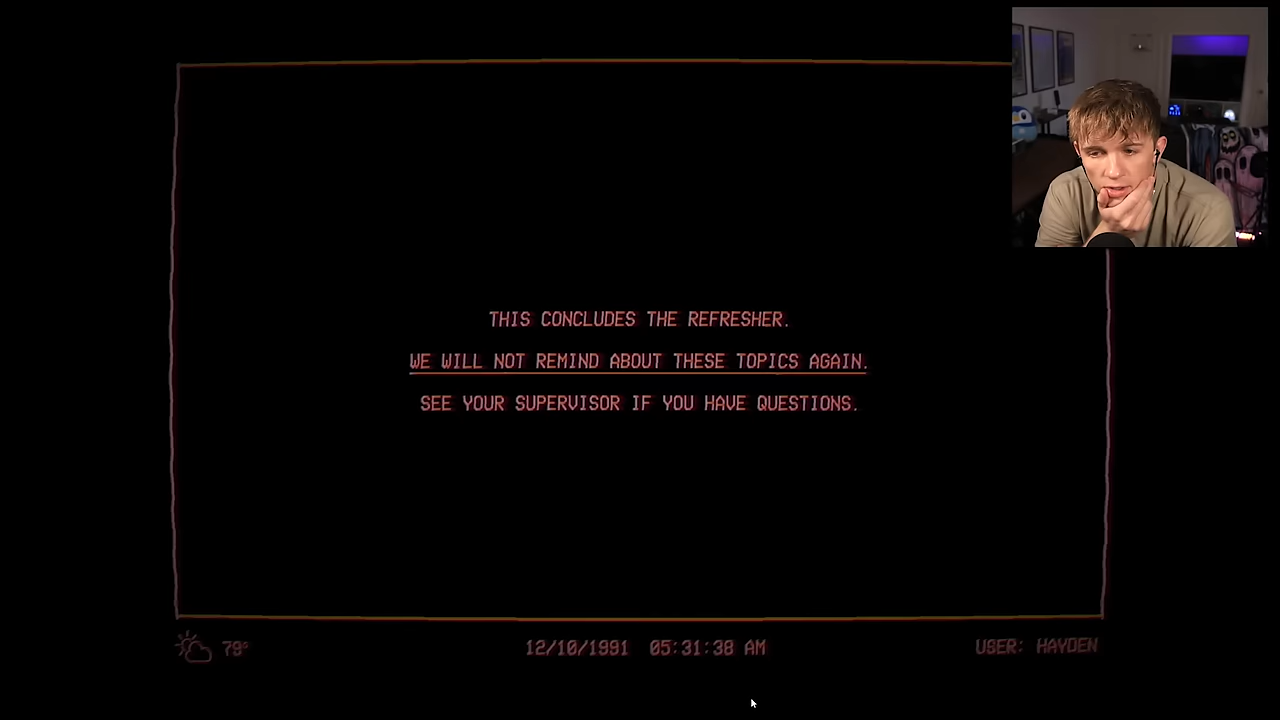 THIS CONCLUDES THE REFRESHER.
WE WILL NOT REMIND ABOUT THESE TOPICS AGAIN.
SEE YOUR SUPERVISOR IF YOU HAVE QUESTIONS.
79° 12/10/1991 05:31:38 AM USER: HAYDEN